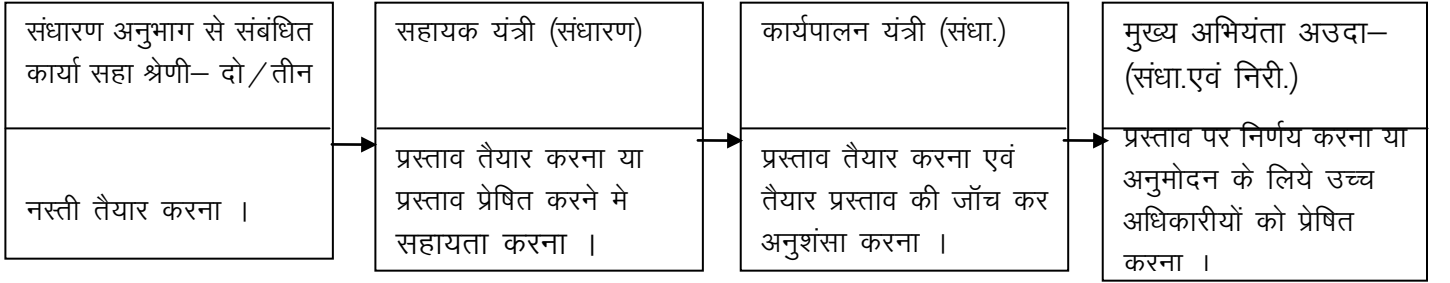 संधारण अनुभाग से संबंधित
कार्या सहा श्रेणी– दो/तीन
नस्ती तैयार करना ।
सहायक यंत्री (संधारण)
प्रस्ताव तैयार करना या
प्रस्ताव प्रेषित करने मे
सहायता करना ।
कार्यपालन यंत्री (संधा.)
प्रस्ताव तैयार करना एवं
तैयार प्रस्ताव की जॉच कर
अनुशंसा करना ।
मुख्य अभियंता अउदा–
(संधा.एवं निरी.)
प्रस्ताव पर निर्णय करना या
अनुमोदन के लिये उच्च
अधिकारीयों को प्रेषित
करना ।